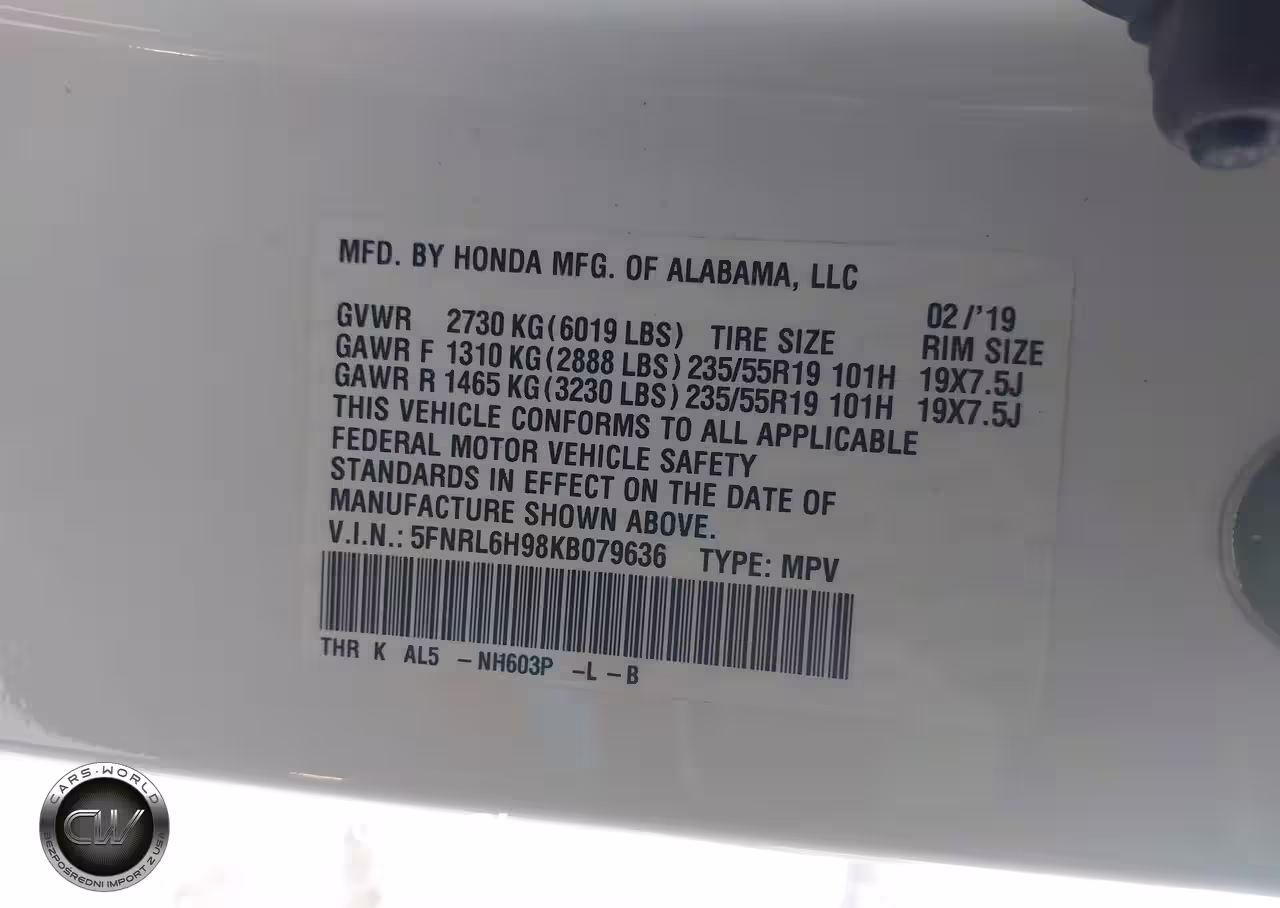 MFD. BY HONDA MFG. OF ALABAMA, LLC
02/'19
GVWR 2730 KG(6019 LBS) TIRE SIZE RIM SIZE
GAWR F 1310 KG(2888 LBS) 235/55R19 101H 19X7.5J
GAWR R 1465 KG(3230 LBS) 235/55R19 101H 19X7.5J
THIS VEHICLE CONFORMS TO ALL APPLICABLE
FEDERAL MOTOR VEHICLE SAFETY
STANDARDS IN EFFECT ON THE DATE OF
MANUFACTURE SHOWN ABOVE.
V.I.N.: 5FNRL6H98KB079636 TYPE: MPV
THR K AL5 -NH603P -L -B
CARS·WORLD
CW
BEZPOŚREDNI IMPORT Z USA